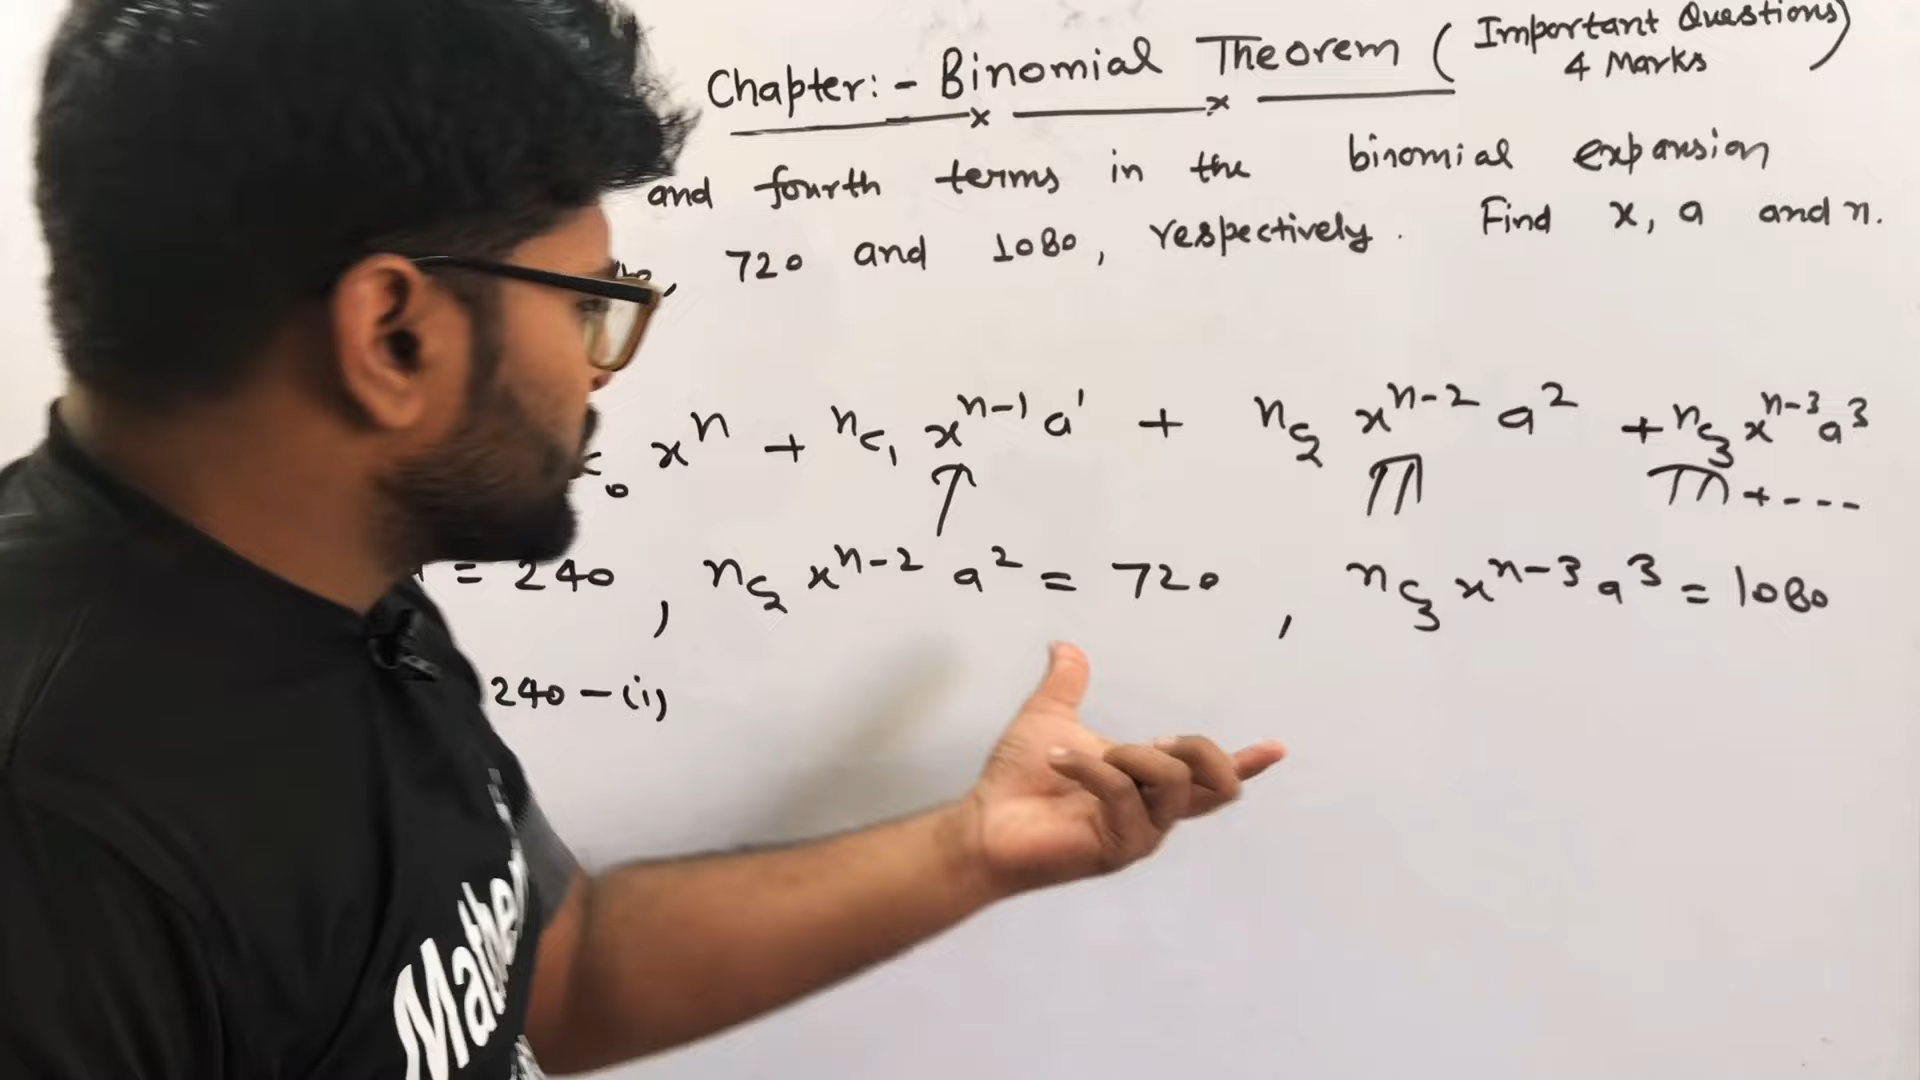 Chapter:- Binomial Theorem (Important Questions)
4 Marks
and fourth terms in the binomial expansion
, 720 and 1080, respectively. Find x, a and n.
c₀ xⁿ + ⁿc₁ xⁿ⁻¹ a¹ + ⁿc₂ xⁿ⁻² a² + ⁿc₃ xⁿ⁻³ a³
+ - - -
= 240 , ⁿc₂ xⁿ⁻² a² = 720 , ⁿc₃ xⁿ⁻³ a³ = 1080
240 - (i)